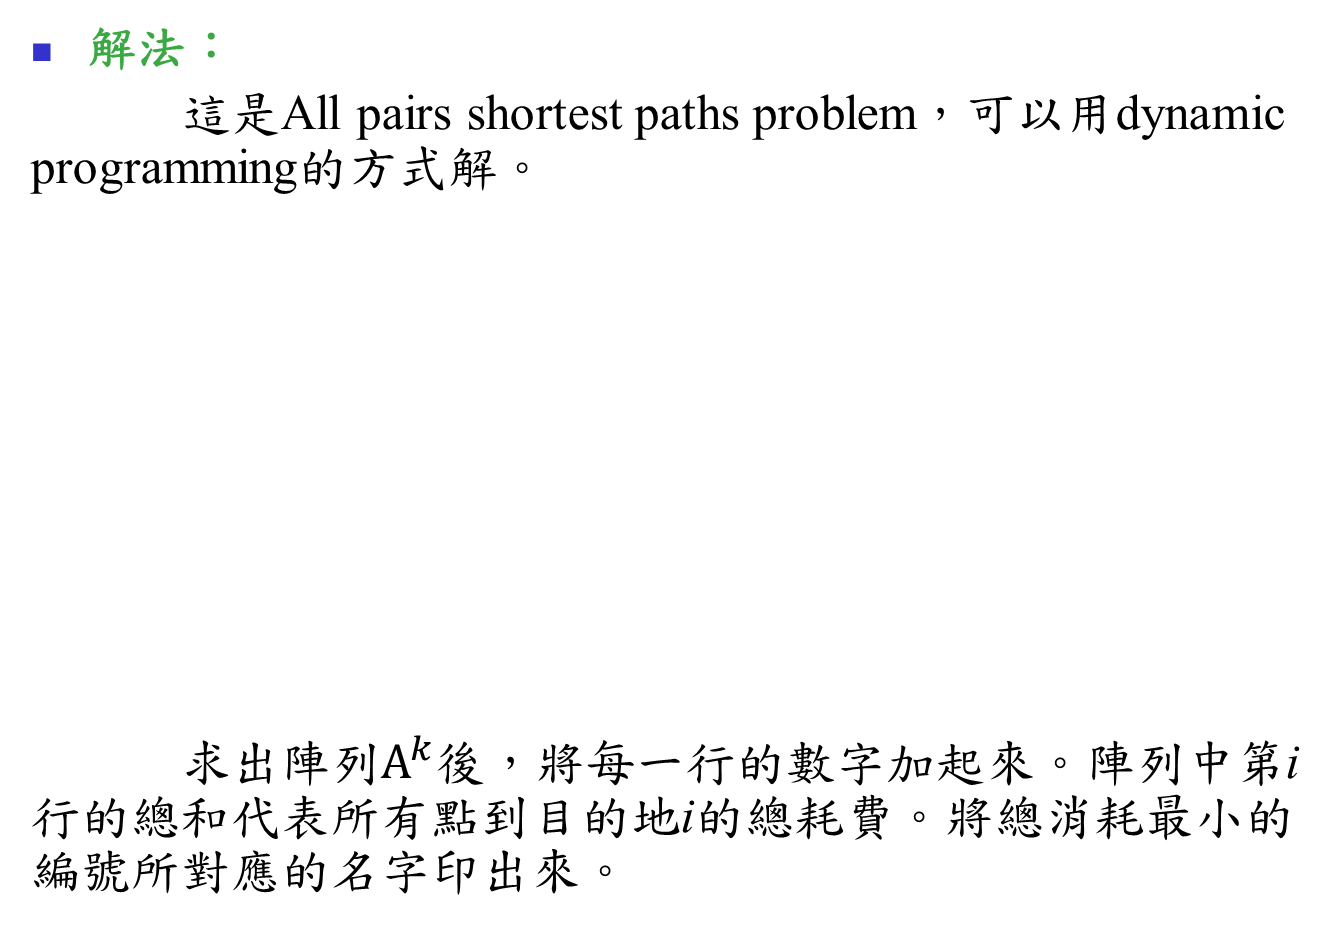 ■ 解法：
這是All pairs shortest paths problem，可以用dynamic
programming的方式解。
求出陣列A^k後，將每一行的數字加起來。陣列中第i
行的總和代表所有點到目的地i的總耗費。將總消耗最小的
編號所對應的名字印出來。